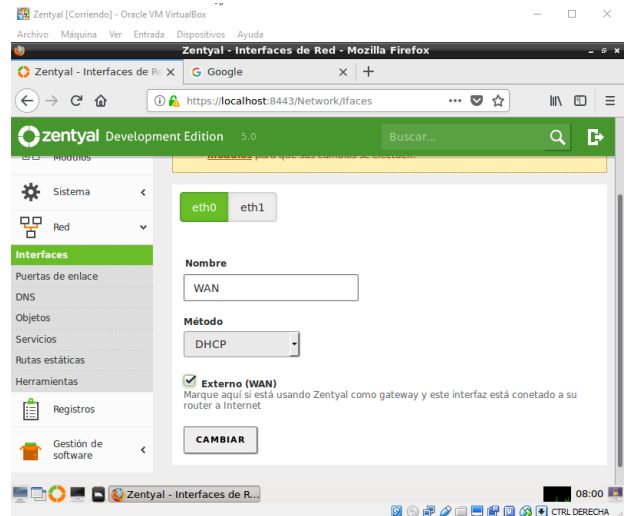 Zentyal [Corriendo] - Oracle VM VirtualBox
Archivo Máquina Ver Entrada Dispositivos Ayuda
Zentyal - Interfaces de Red - Mozilla Firefox
Zentyal - Interfaces de Re
Google
https://localhost:8443/Network/Ifaces
zentyal Development Edition 5.0
Buscar...
Módulos
módulos para que sus cambios se efectúen.
Sistema
eth0 eth1
Red
Interfaces
Nombre
Puertas de enlace
WAN
DNS
Objetos
Método
Servicios
DHCP
Rutas estáticas
Herramientas
Externo (WAN)
Marque aquí si está usando Zentyal como gateway y este interfaz está conetado a su
router a Internet
Registros
CAMBIAR
Gestión de
software
Zentyal - Interfaces de R...
08:00
CTRL DERECHA